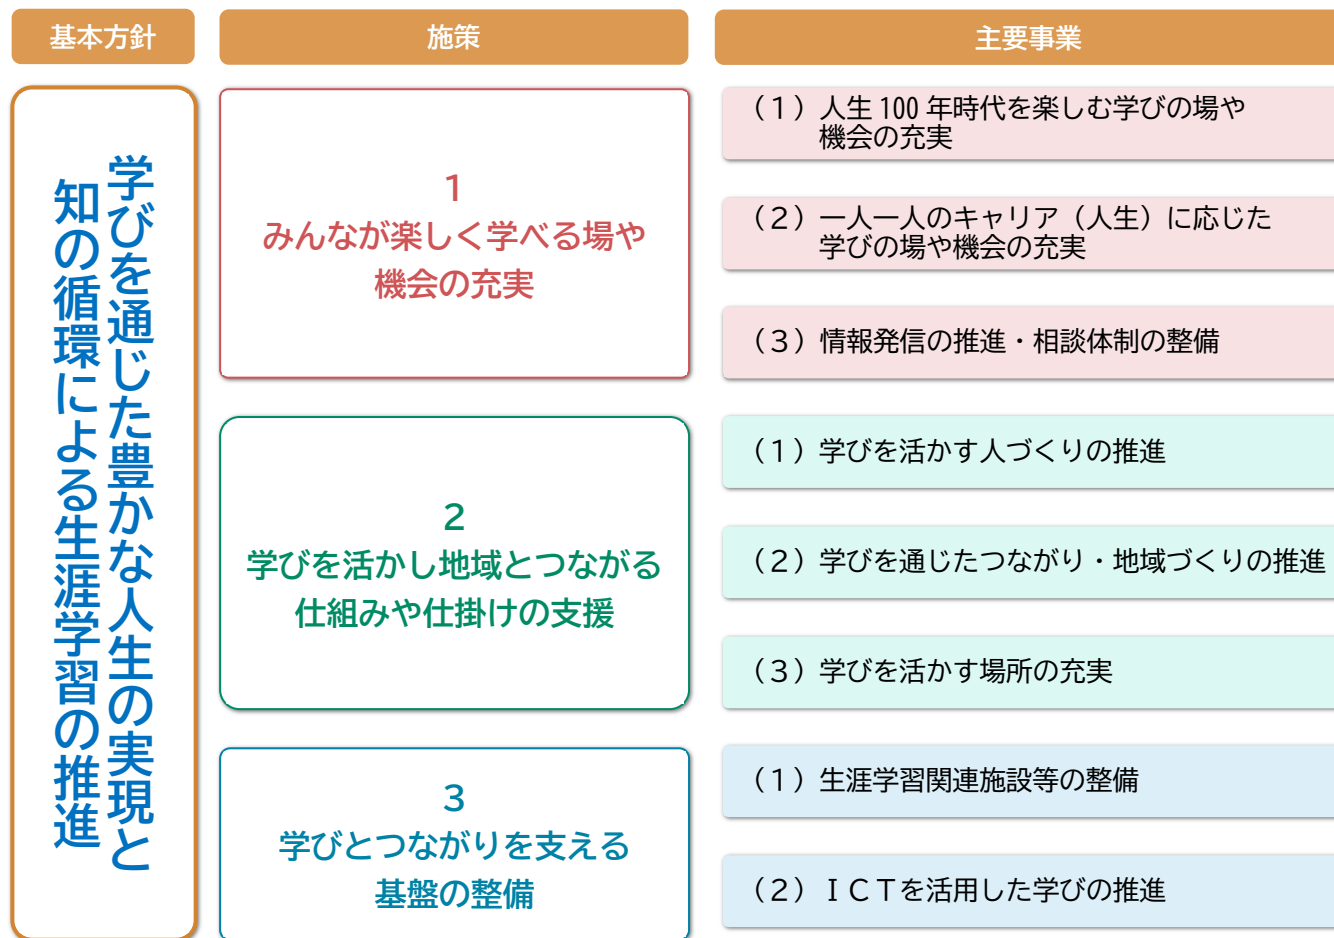 基本方針
施策
主要事業
学びを通じた豊かな人生の実現と
知の循環による生涯学習の推進
1
みんなが楽しく学べる場や
機会の充実
（１）人生 100 年時代を楽しむ学びの場や
機会の充実
（２）一人一人のキャリア（人生）に応じた
学びの場や機会の充実
（３）情報発信の推進・相談体制の整備
2
学びを活かし地域とつながる
仕組みや仕掛けの支援
（１）学びを活かす人づくりの推進
（２）学びを通じたつながり・地域づくりの推進
（３）学びを活かす場所の充実
3
学びとつながりを支える
基盤の整備
（１）生涯学習関連施設等の整備
（２）ＩＣＴを活用した学びの推進